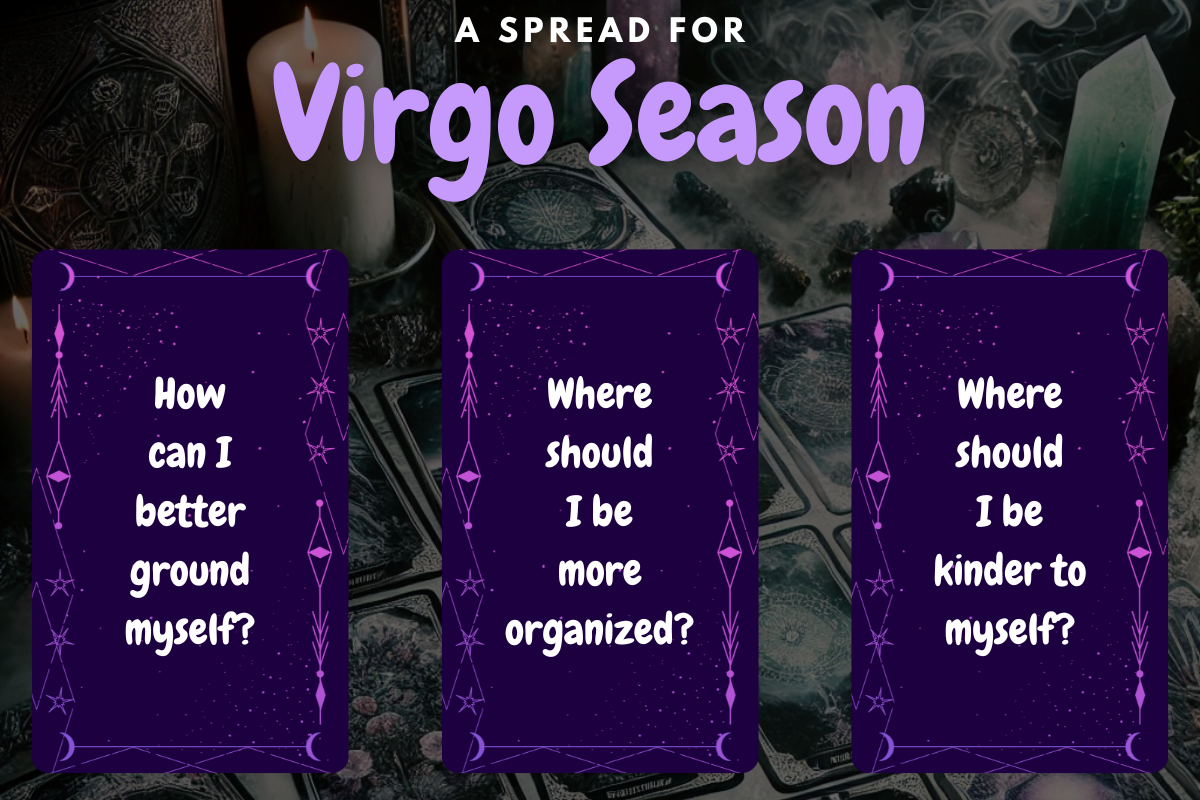 A SPREAD FOR
Virgo Season
How
can I
better
ground
myself?
Where
should
I be
more
organized?
Where
should
I be
kinder to
myself?